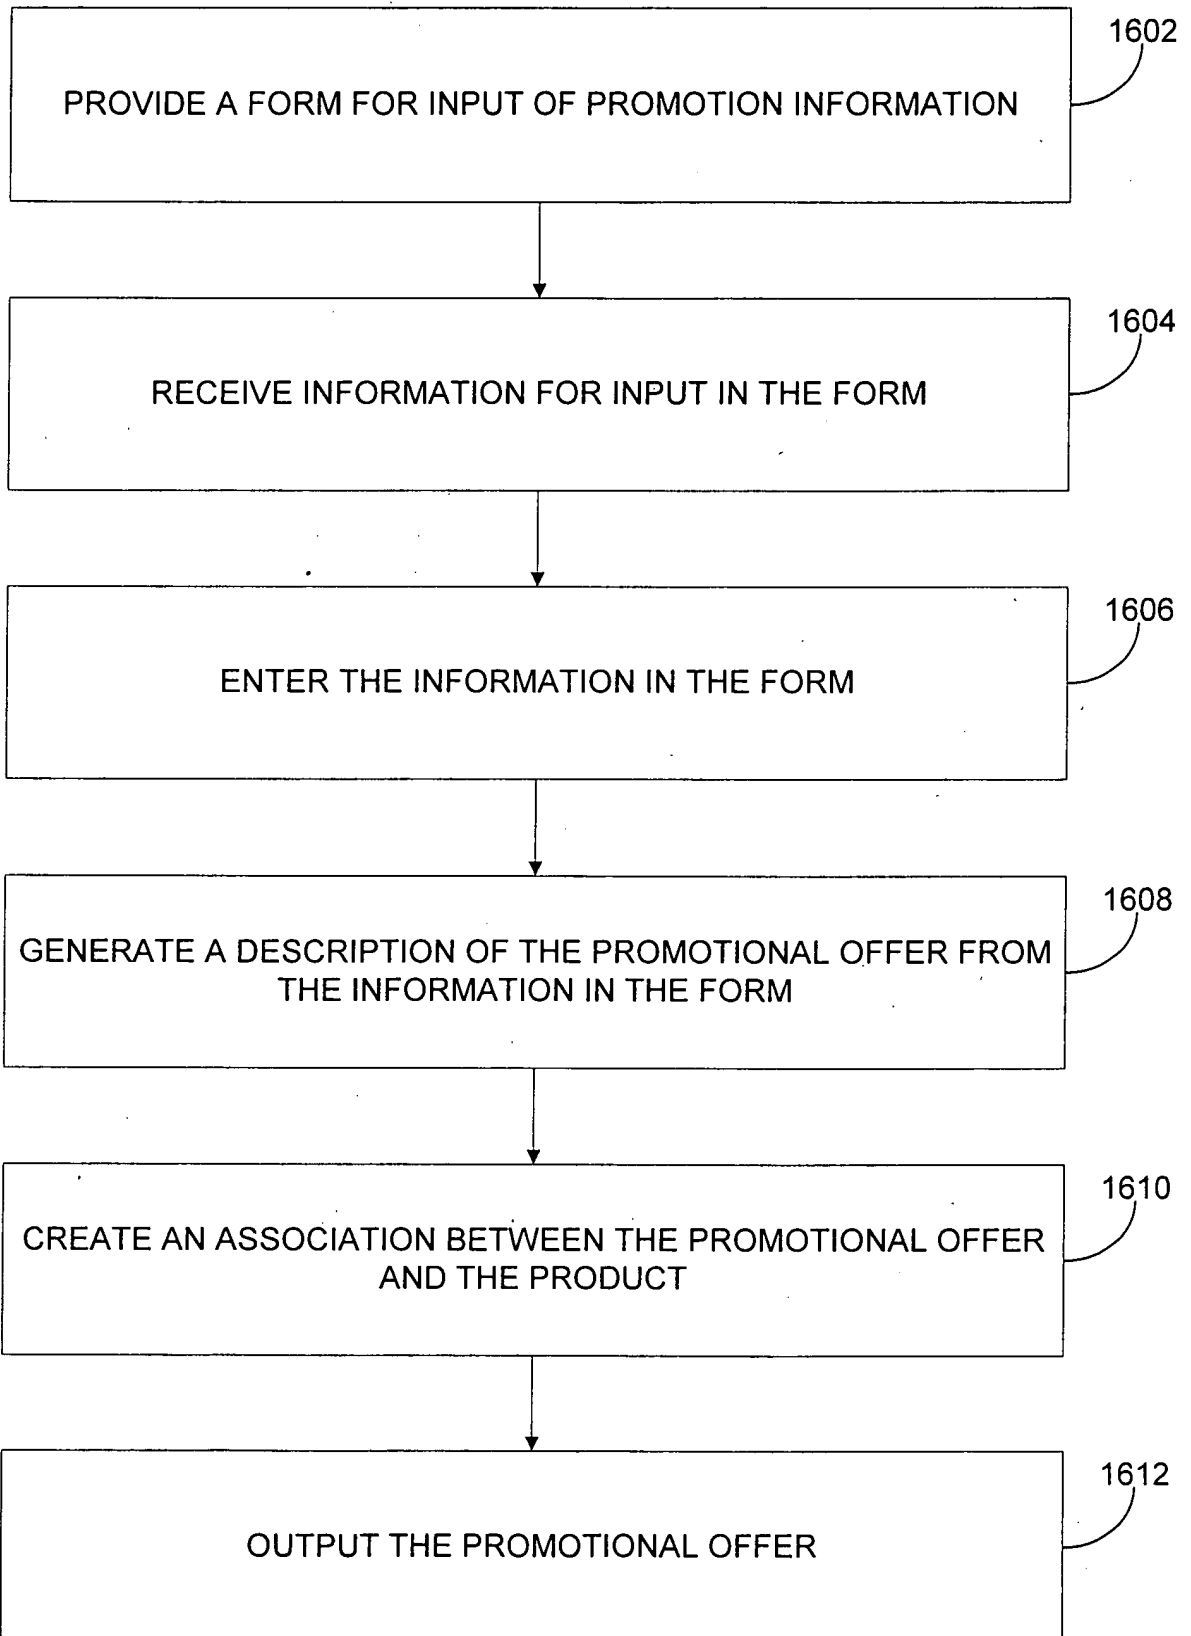 1602
PROVIDE A FORM FOR INPUT OF PROMOTION INFORMATION
1604
RECEIVE INFORMATION FOR INPUT IN THE FORM
1606
ENTER THE INFORMATION IN THE FORM
1608
GENERATE A DESCRIPTION OF THE PROMOTIONAL OFFER FROM
THE INFORMATION IN THE FORM
1610
CREATE AN ASSOCIATION BETWEEN THE PROMOTIONAL OFFER
AND THE PRODUCT
1612
OUTPUT THE PROMOTIONAL OFFER